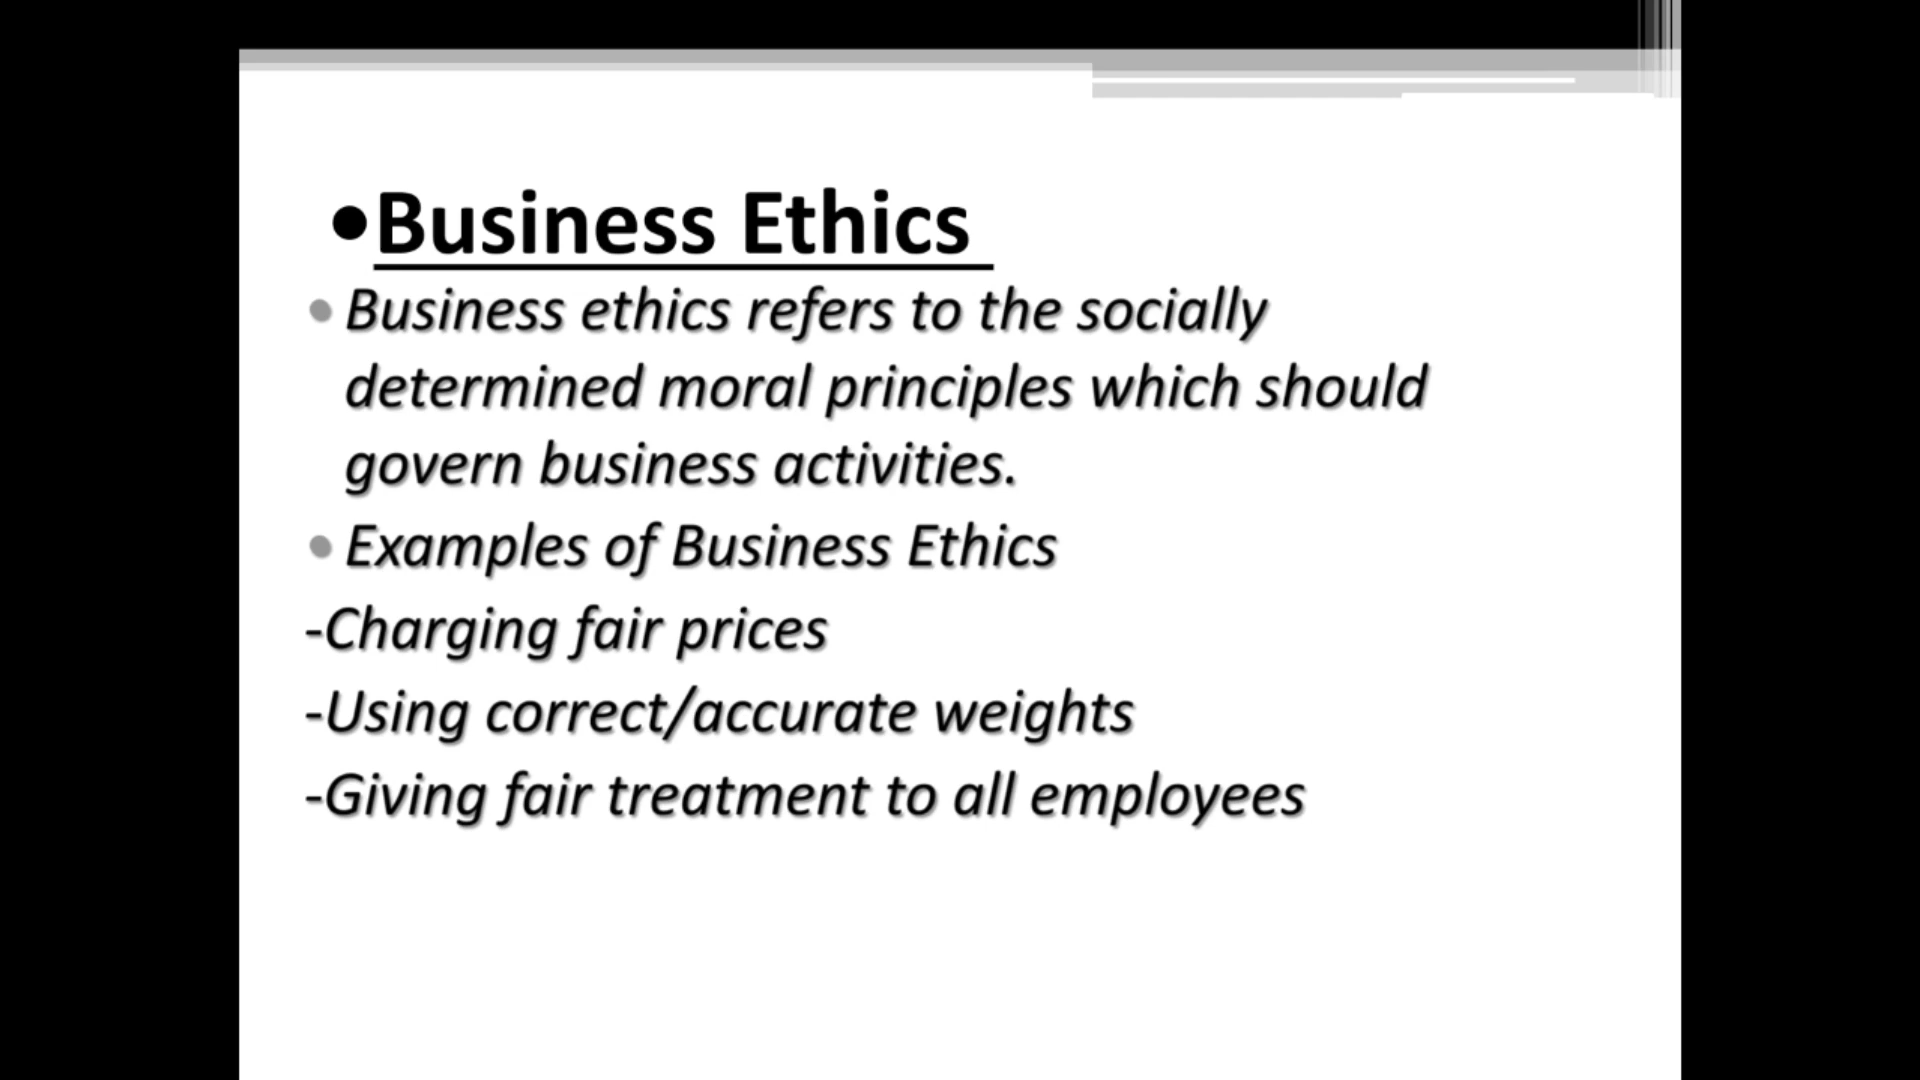 •Business Ethics
• Business ethics refers to the socially
determined moral principles which should
govern business activities.
• Examples of Business Ethics
-Charging fair prices
-Using correct/accurate weights
-Giving fair treatment to all employees